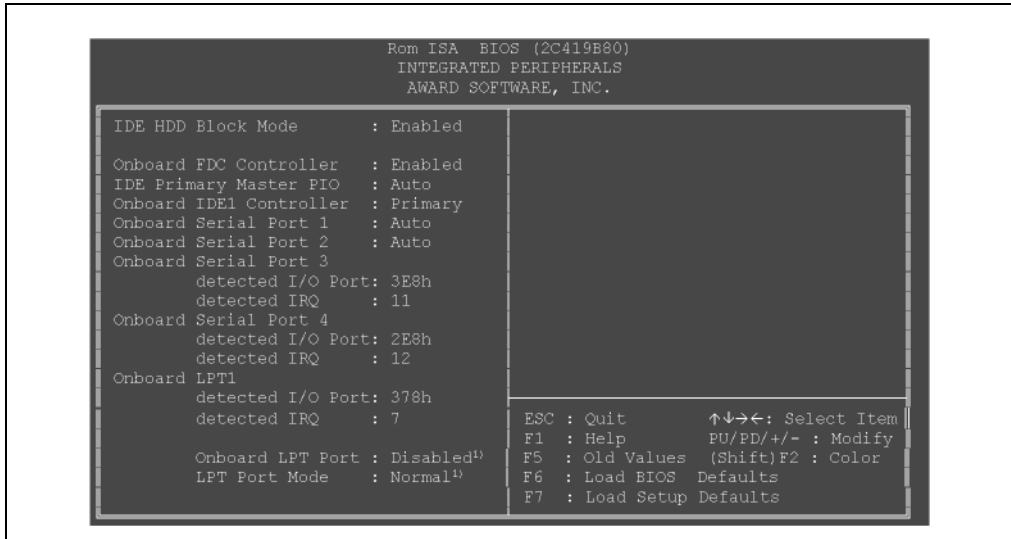 Rom ISA BIOS (2C419B80)
INTEGRATED PERIPHERALS
AWARD SOFTWARE, INC.
IDE HDD Block Mode : Enabled
Onboard FDC Controller : Enabled
IDE Primary Master PIO : Auto
Onboard IDE1 Controller : Primary
Onboard Serial Port 1 : Auto
Onboard Serial Port 2 : Auto
Onboard Serial Port 3
detected I/O Port: 3E8h
detected IRQ : 11
Onboard Serial Port 4
detected I/O Port: 2E8h
detected IRQ : 12
Onboard LPT1
detected I/O Port: 378h
detected IRQ : 7
Onboard LPT Port : Disabled¹⁾
LPT Port Mode : Normal¹⁾
ESC : Quit ↑↓→←: Select Item
F1 : Help PU/PD/+/- : Modify
F5 : Old Values (Shift)F2 : Color
F6 : Load BIOS Defaults
F7 : Load Setup Defaults